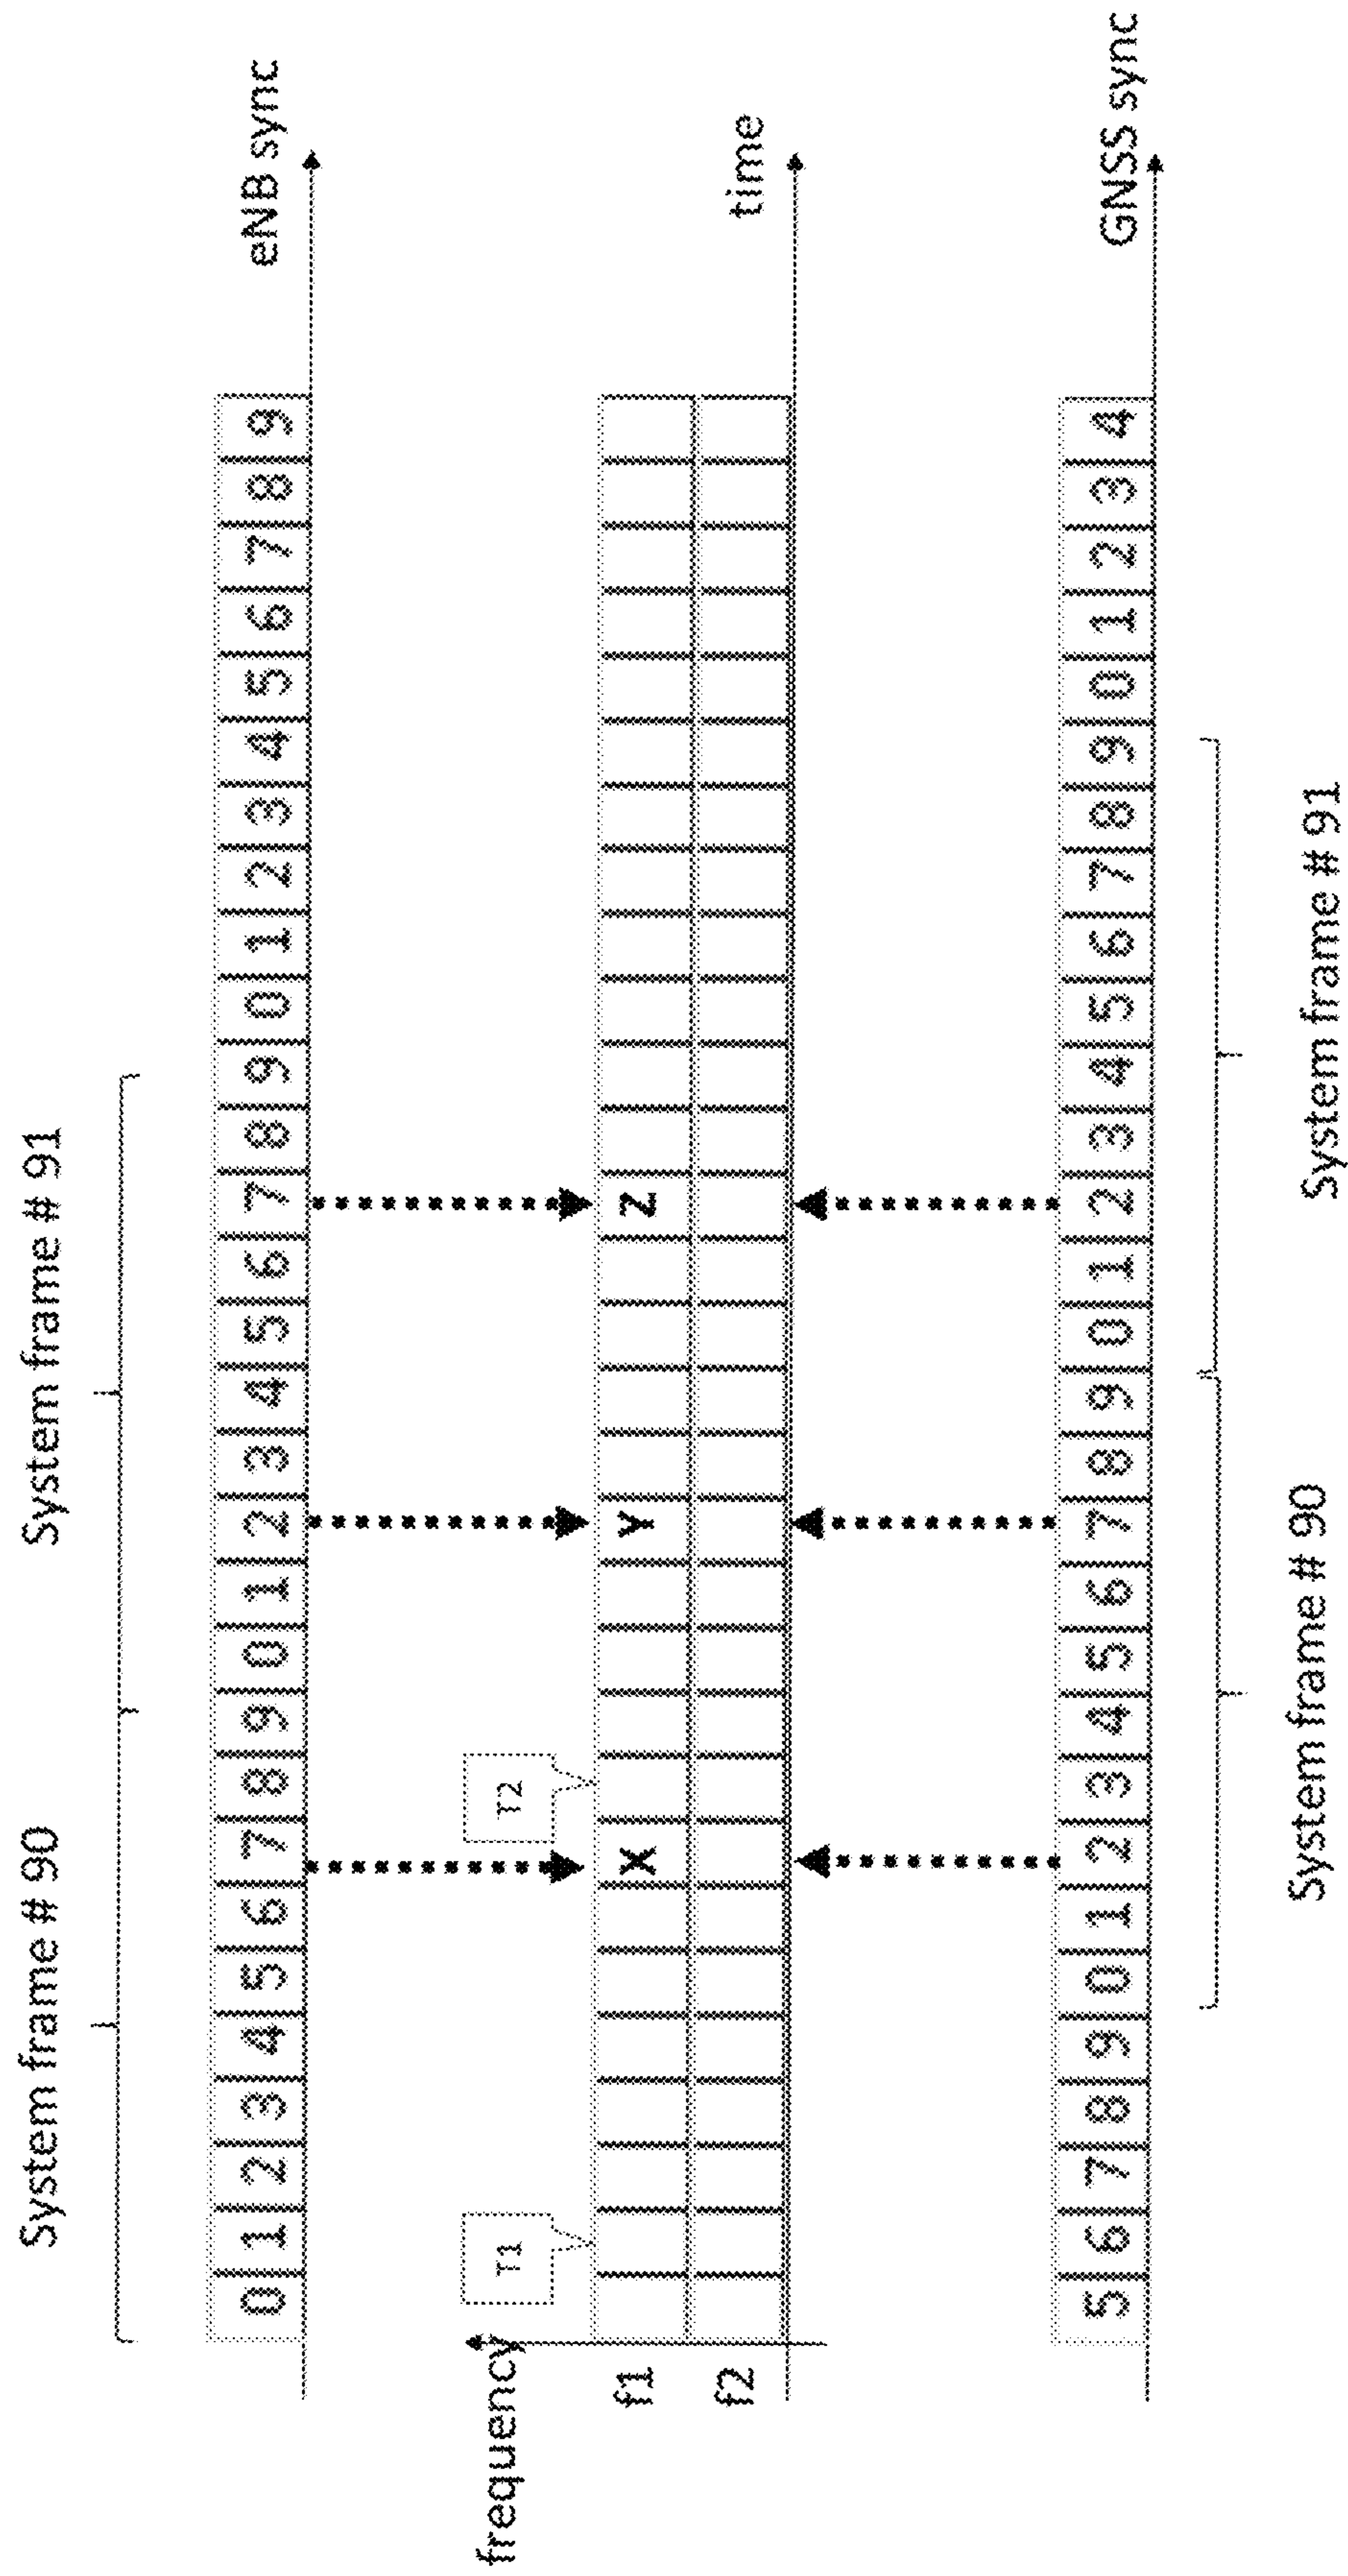 System frame # 90 System frame # 91
0 1 2 3 4 5 6 7 8 9 0 1 2 3 4 5 6 7 8 9 0 1 2 3 4 5 6 7 8 9 eNB sync
frequency
T1 T2
f1 X Y Z
f2
time
5 6 7 8 9 0 1 2 3 4 5 6 7 8 9 0 1 2 3 4 5 6 7 8 9 0 1 2 3 4 GNSS sync
System frame # 90 System frame # 91